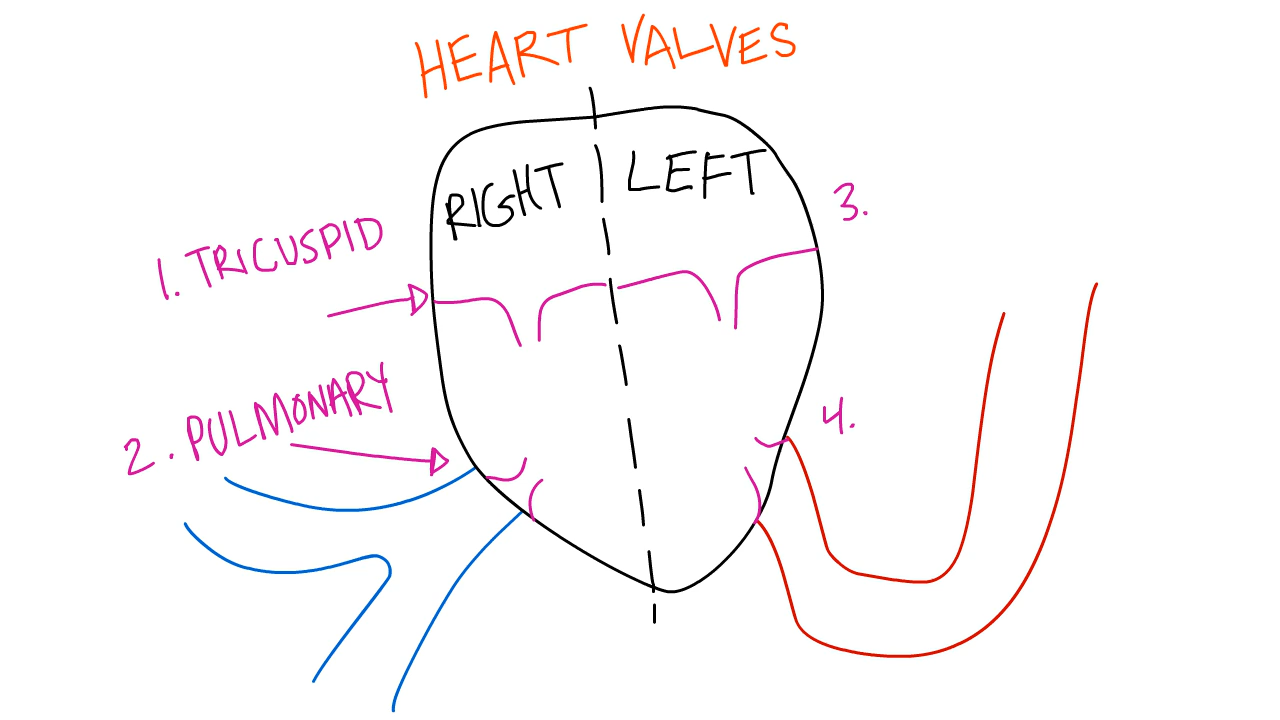 HEART VALVES
RIGHT LEFT
3.
1. TRICUSPID
2. PULMONARY
4.